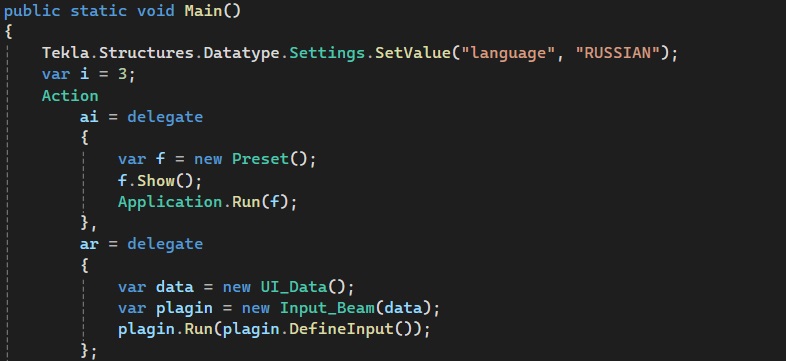 public static void Main()
{
Tekla.Structures.Datatype.Settings.SetValue("language", "RUSSIAN");
var i = 3;
Action
ai = delegate
{
var f = new Preset();
f.Show();
Application.Run(f);
},
ar = delegate
{
var data = new UI_Data();
var plagin = new Input_Beam(data);
plagin.Run(plagin.DefineInput());
};